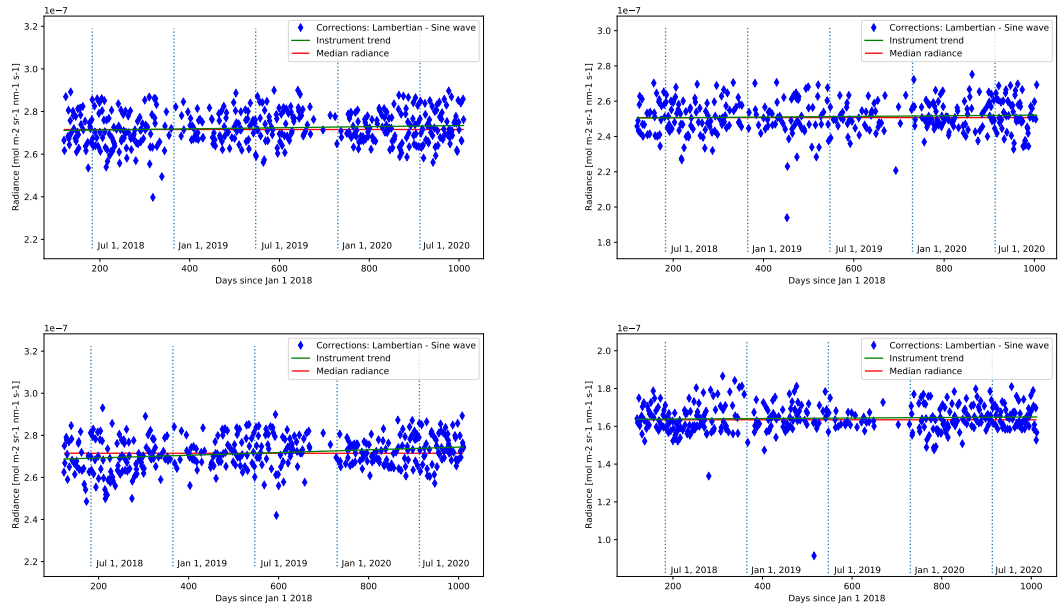 1e−7
Radiance [mol m-2 sr-1 nm-1 s-1]
3.2
3.0
2.8
2.6
2.4
2.2
Corrections: Lambertian - Sine wave
Instrument trend
Median radiance
Jul 1, 2018 Jan 1, 2019 Jul 1, 2019 Jan 1, 2020 Jul 1, 2020
200 400 600 800 1000
Days since Jan 1 2018
1e−7
Radiance [mol m-2 sr-1 nm-1 s-1]
3.0
2.8
2.6
2.4
2.2
2.0
1.8
Corrections: Lambertian - Sine wave
Instrument trend
Median radiance
Jul 1, 2018 Jan 1, 2019 Jul 1, 2019 Jan 1, 2020 Jul 1, 2020
200 400 600 800 1000
Days since Jan 1 2018
1e−7
Radiance [mol m-2 sr-1 nm-1 s-1]
3.2
3.0
2.8
2.6
2.4
2.2
Corrections: Lambertian - Sine wave
Instrument trend
Median radiance
Jul 1, 2018 Jan 1, 2019 Jul 1, 2019 Jan 1, 2020 Jul 1, 2020
200 400 600 800 1000
Days since Jan 1 2018
1e−7
Radiance [mol m-2 sr-1 nm-1 s-1]
2.0
1.8
1.6
1.4
1.2
1.0
Corrections: Lambertian - Sine wave
Instrument trend
Median radiance
Jul 1, 2018 Jan 1, 2019 Jul 1, 2019 Jan 1, 2020 Jul 1, 2020
200 400 600 800 1000
Days since Jan 1 2018